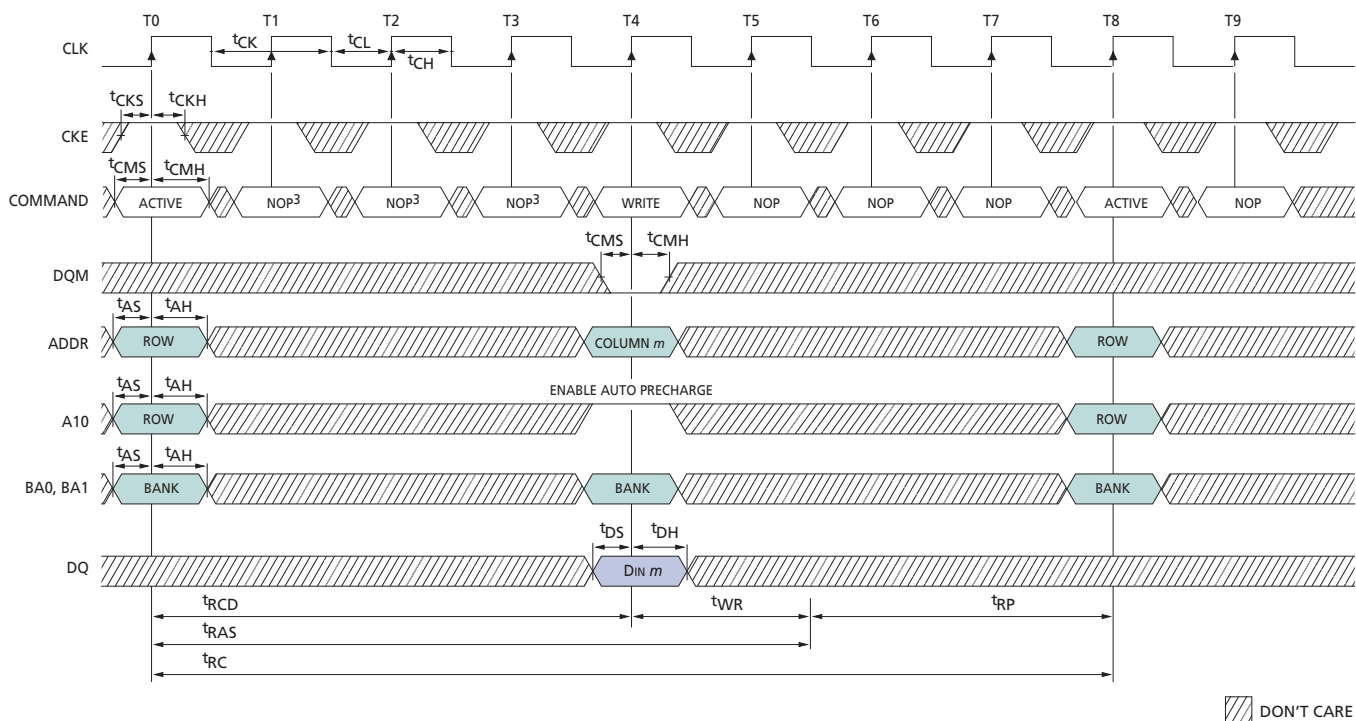 T0 T1 T2 T3 T4 T5 T6 T7 T8 T9
CLK tCK tCL tCH
tCKS tCKH
CKE
tCMS tCMH
COMMAND ACTIVE NOP3 NOP3 NOP3 WRITE NOP NOP NOP ACTIVE NOP
tCMS tCMH
DQM
tAS tAH
ADDR ROW COLUMN m ROW
ENABLE AUTO PRECHARGE
tAS tAH
A10 ROW ROW
tAS tAH
BA0, BA1 BANK BANK BANK
tDS tDH
DQ DIN m
tRCD tWR tRP
tRAS
tRC
DON'T CARE